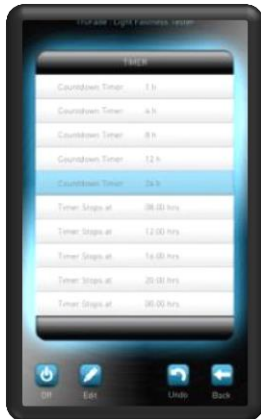 TruFade : Light Fastness Tester
TIMER
Countdown Timer 1 h
Countdown Timer 4 h
Countdown Timer 8 h
Countdown Timer 12 h
Countdown Timer 24 h
Timer Stops at 08.00 hrs
Timer Stops at 12.00 hrs
Timer Stops at 16.00 hrs
Timer Stops at 20.00 hrs
Timer Stops at 00.00 hrs
Off Edit Undo Back